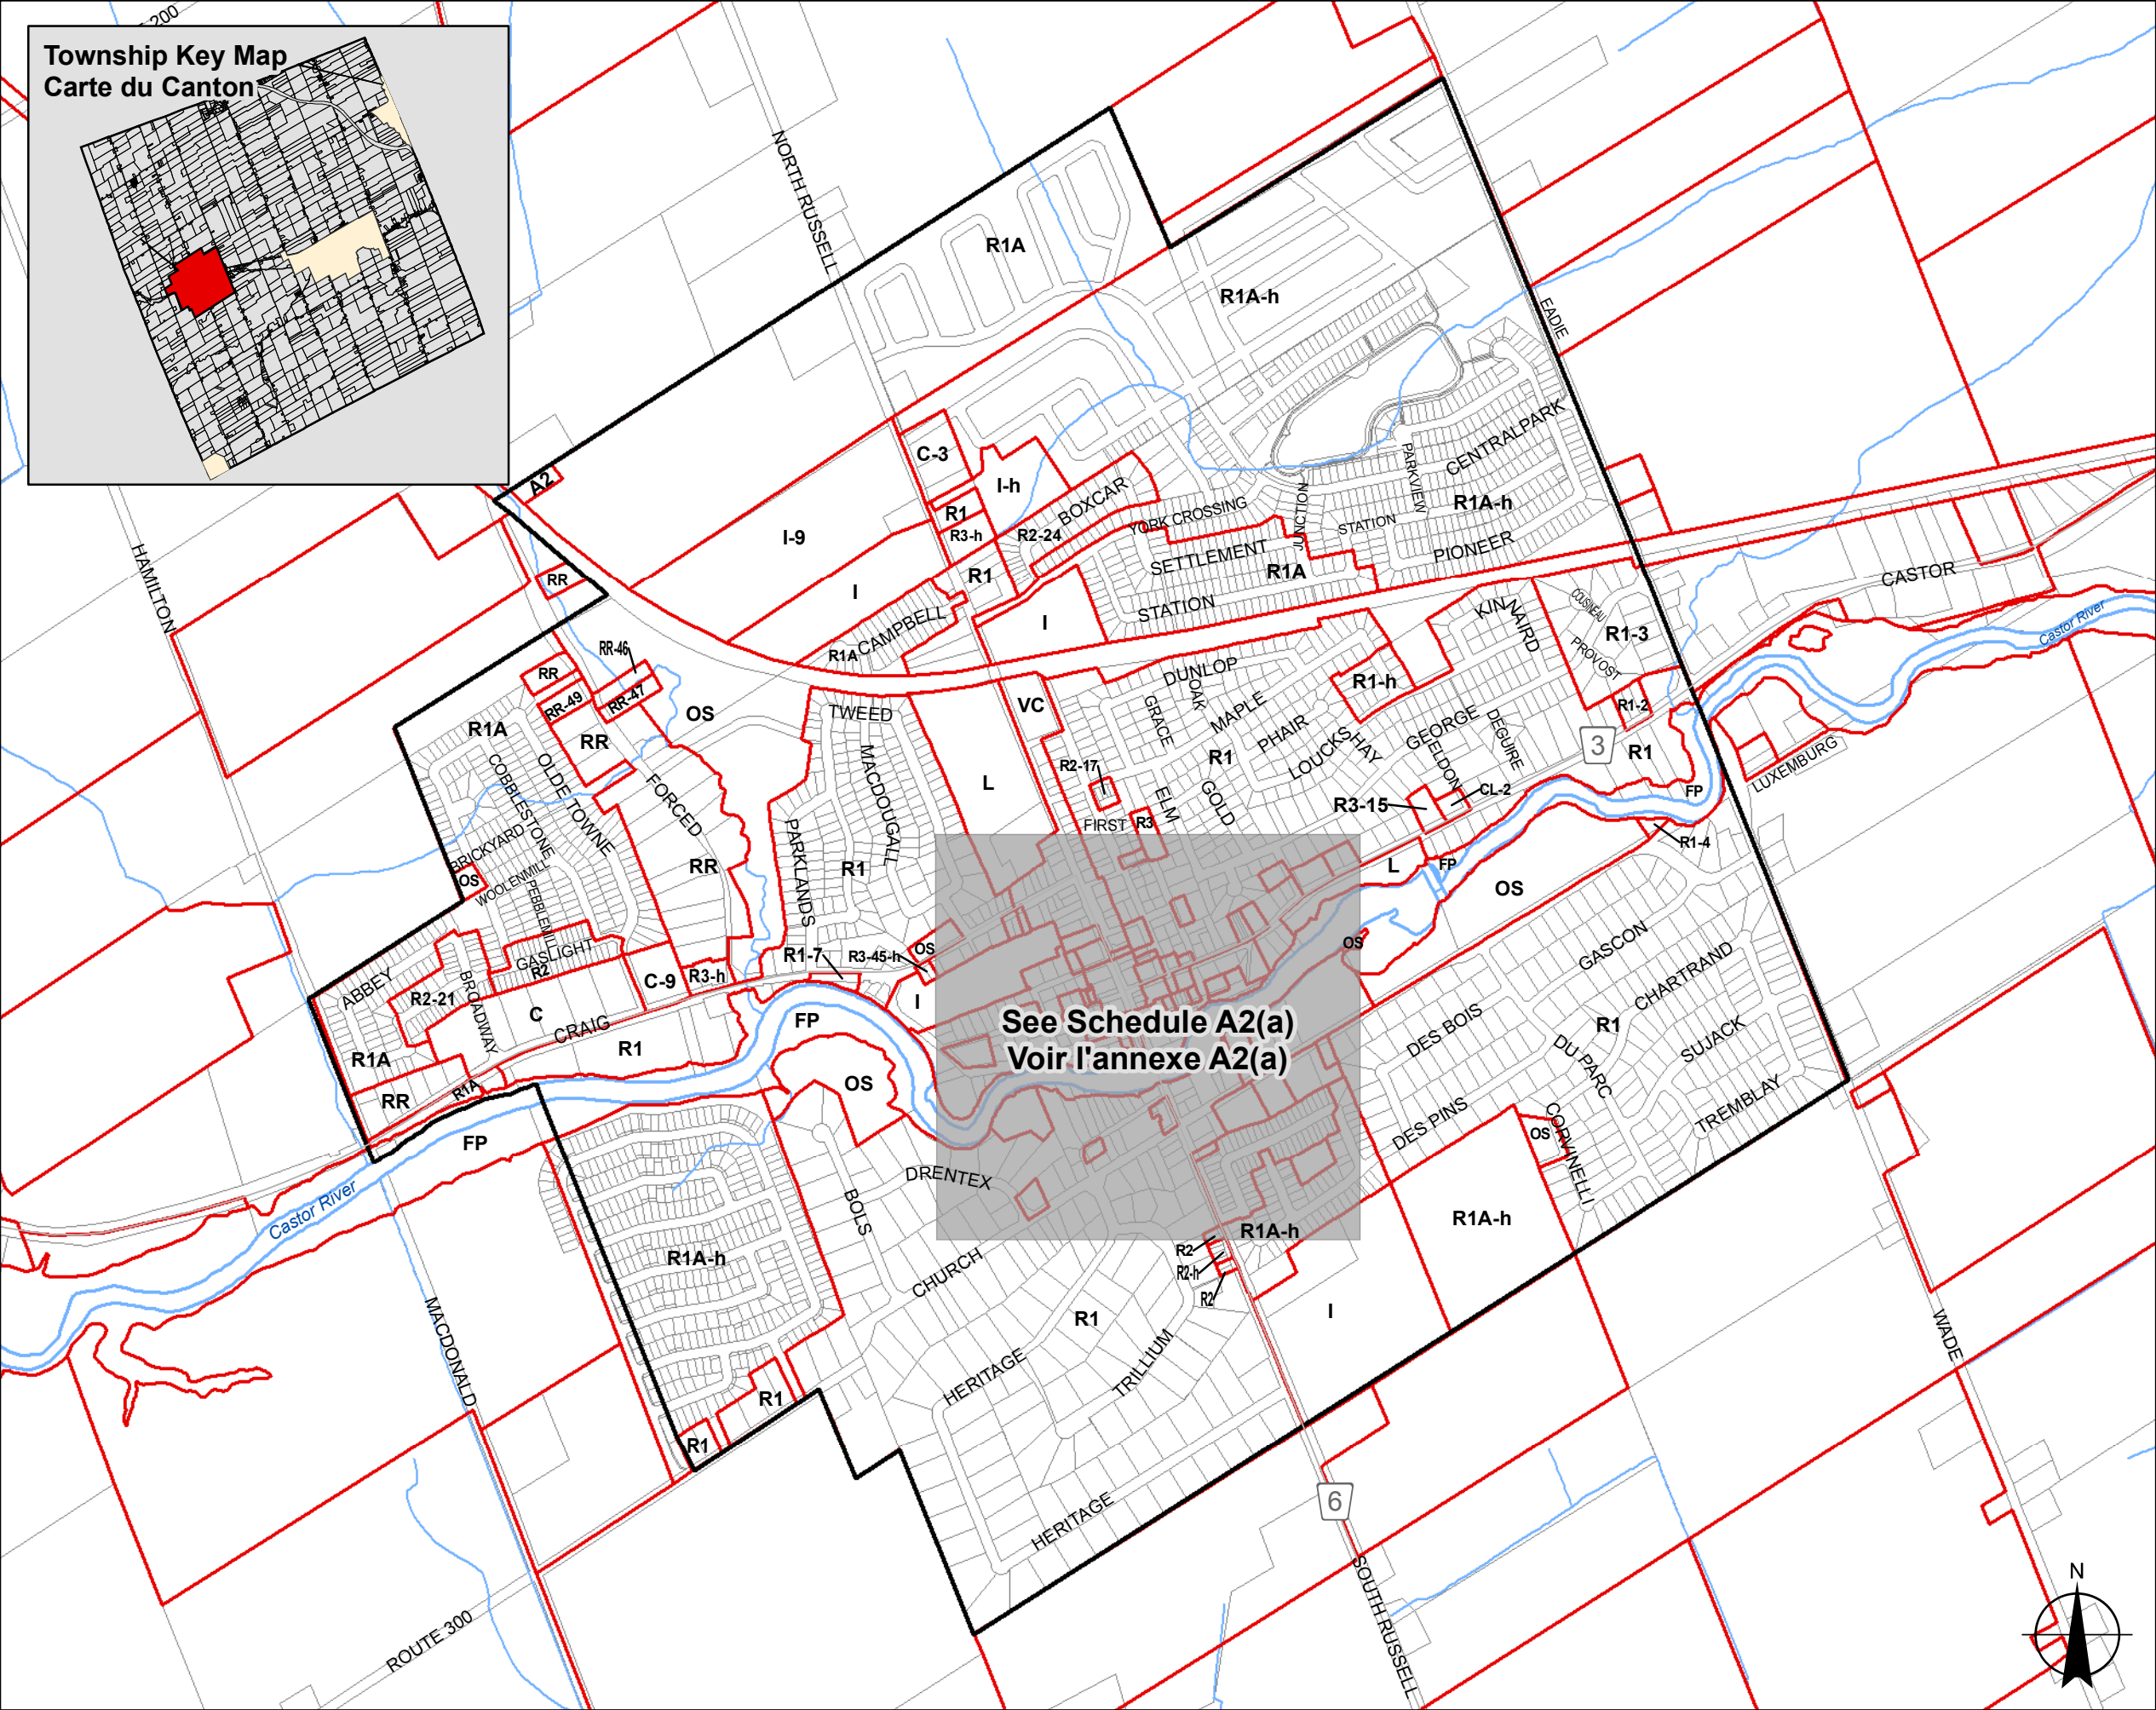 200
Township Key Map
Carte du Canton
NORTH RUSSELL
R1A
R1A-h
EADIE
C-3
A2
I-h
I-9
R1
R3-h
R2-24
BOXCAR
YORK CROSSING
JUNCTION
PARKVIEW
CENTRALPARK
R1A-h
STATION
PIONEER
SETTLEMENT
R1A
STATION
HAMILTON
RR
I
R1
I
CAMPBELL
R1A
KINNAIRD
COUSINEAU
R1-3
PROVOST
CASTOR
Castor River
RR-46
RR
RR-49
RR-47
OS
VC
DUNLOP
OAK
GRACE
MAPLE
PHAIR
R1-h
R1-2
R1A
RR
TWEED
MACDOUGALL
L
R2-17
R1
LOUCKS
HAY
GEORGE
ELDON
DEGUIRE
3
R1
FP
LUXEMBURG
COBBLESTONE
OLDE TOWNE
FORCED
PARKLANDS
R1
FIRST
R3
ELM
GOLD
R3-15
CL-2
R1-4
BRICKYARD
OS
WOOLENMILL
PEBBLEMILL
RR
L
FP
OS
OS
ABBEY
R2-21
BROADWAY
GASLIGHT
R2
C
C-9
R3-h
R1-7
R3-45-h
OS
I
GASCON
CHARTRAND
CRAIG
R1
FP
See Schedule A2(a)
Voir l'annexe A2(a)
DES BOIS
R1
SUJACK
DU PARC
R1A
RR
R1A
OS
TREMBLAY
FP
DES PINS
CORVINELLI
OS
Castor River
DRENTEX
BOLS
R1A-h
CHURCH
R1A-h
R2
R2-h
R2
R1A-h
I
R1
MACDONALD
HERITAGE
TRILLIUM
WADE
R1
R1
6
HERITAGE
SOUTH RUSSELL
ROUTE 300
N